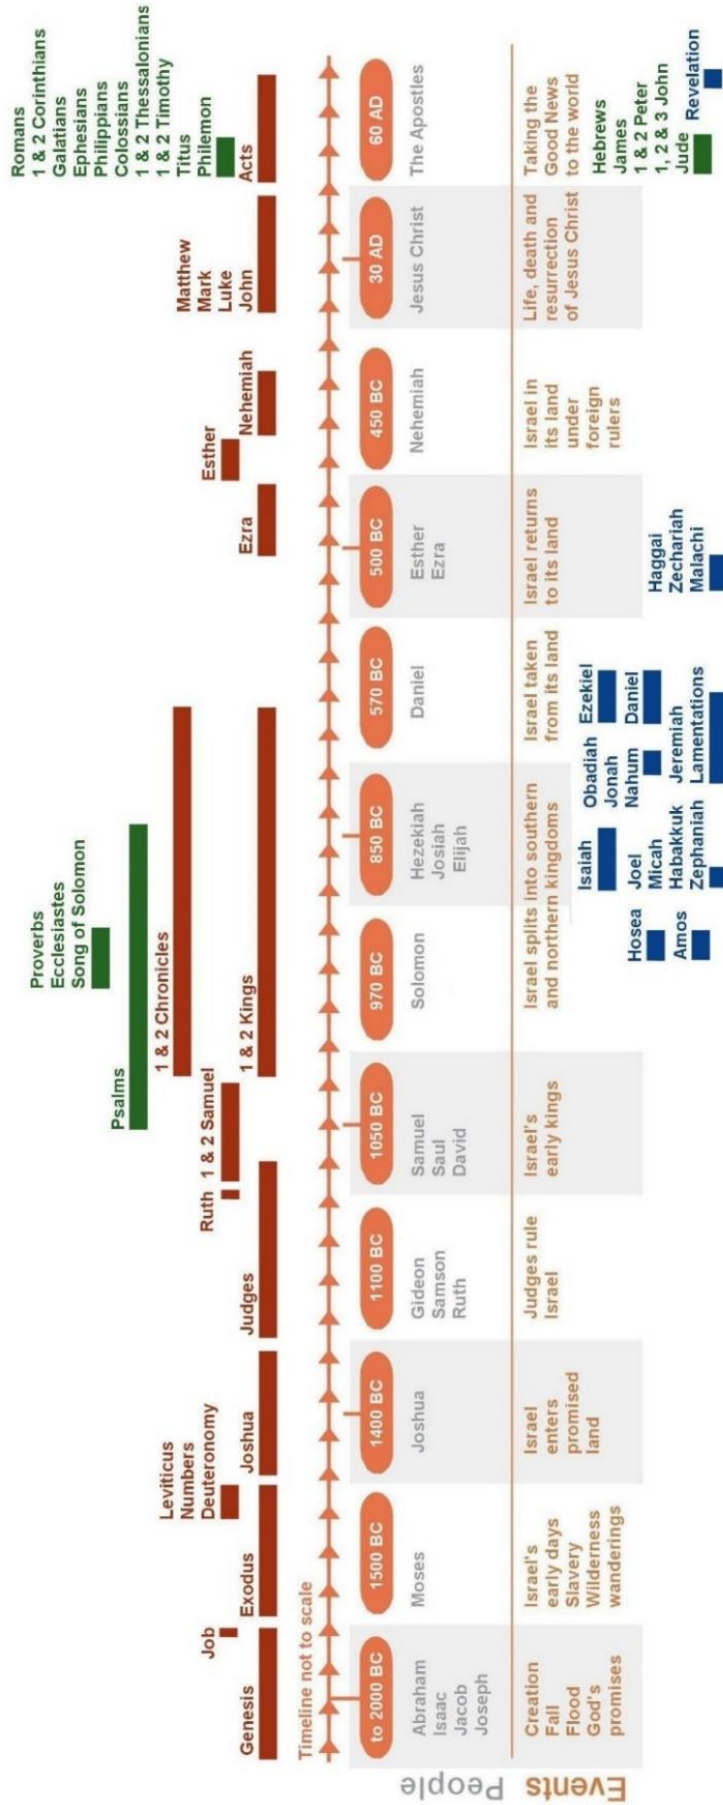 Romans
1 & 2 Corinthians
Galatians
Ephesians
Philippians
Colossians
1 & 2 Thessalonians
1 & 2 Timothy
Titus
Philemon
Proverbs
Ecclesiastes
Song of Solomon
Psalms
1 & 2 Chronicles
Leviticus
Numbers
Deuteronomy
Matthew
Mark
Luke
John
Job
Ruth
1 & 2 Samuel
Esther
Genesis
Exodus
Joshua
Judges
1 & 2 Kings
Ezra
Nehemiah
Acts
Timeline not to scale
to 2000 BC
1500 BC
1400 BC
1100 BC
1050 BC
970 BC
850 BC
570 BC
500 BC
450 BC
30 AD
60 AD
People
Abraham
Isaac
Jacob
Joseph
Moses
Joshua
Gideon
Samson
Ruth
Samuel
Saul
David
Solomon
Hezekiah
Josiah
Elijah
Daniel
Esther
Ezra
Nehemiah
Jesus Christ
The Apostles
Events
Creation
Fall
Flood
God's
promises
Israel's
early days
Slavery
Wilderness
wanderings
Israel
enters
promised
land
Judges rule
Israel
Israel's
early kings
Israel splits into southern
and northern kingdoms
Israel taken
from its land
Israel returns
to its land
Israel in
its land
under
foreign
rulers
Life, death and
resurrection
of Jesus Christ
Taking the
Good News
to the world
Hosea
Amos
Isaiah
Joel
Micah
Habakkuk
Zephaniah
Obadiah
Jonah
Nahum
Jeremiah
Lamentations
Ezekiel
Daniel
Haggai
Zechariah
Malachi
Hebrews
James
1 & 2 Peter
1, 2 & 3 John
Jude
Revelation